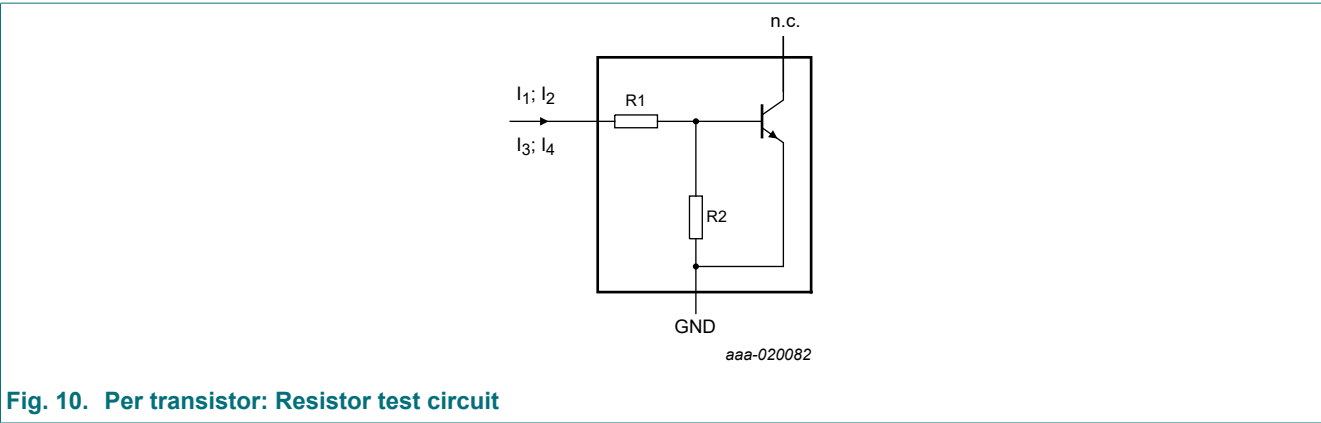 n.c.
I1; I2
R1
I3; I4
R2
GND
aaa-020082
Fig. 10. Per transistor: Resistor test circuit